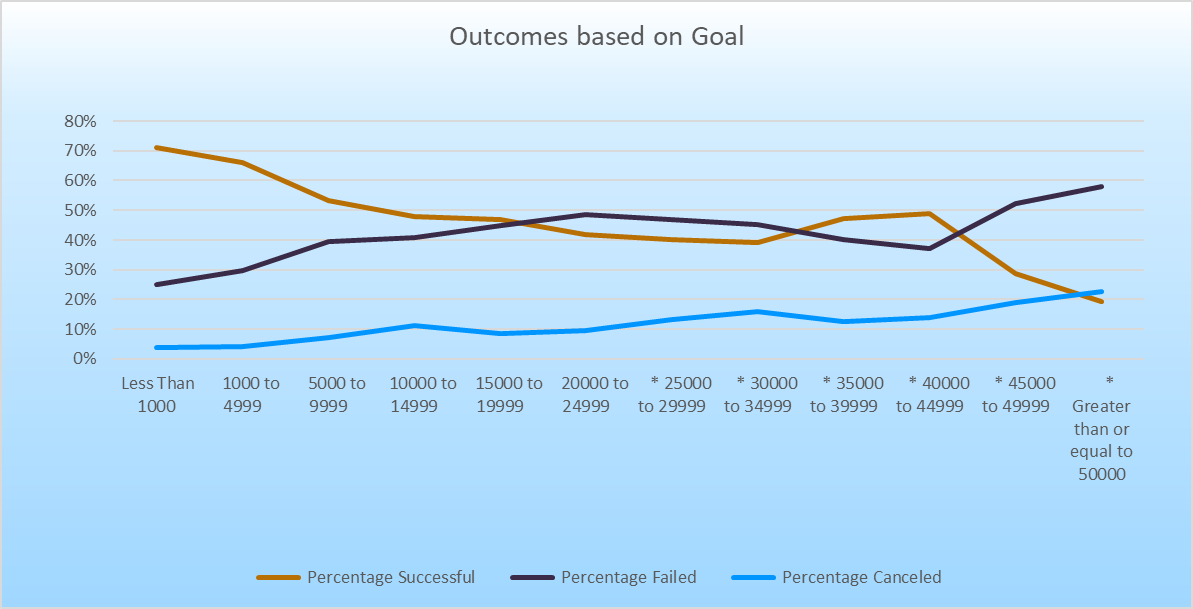 Outcomes based on Goal
80%
70%
60%
50%
40%
30%
20%
10%
0%
Less Than
1000
1000 to
4999
5000 to
9999
10000 to
14999
15000 to
19999
20000 to
24999
* 25000
to 29999
* 30000
to 34999
* 35000
to 39999
* 40000
to 44999
* 45000
to 49999
*
Greater
than or
equal to
50000
Percentage Successful
Percentage Failed
Percentage Canceled